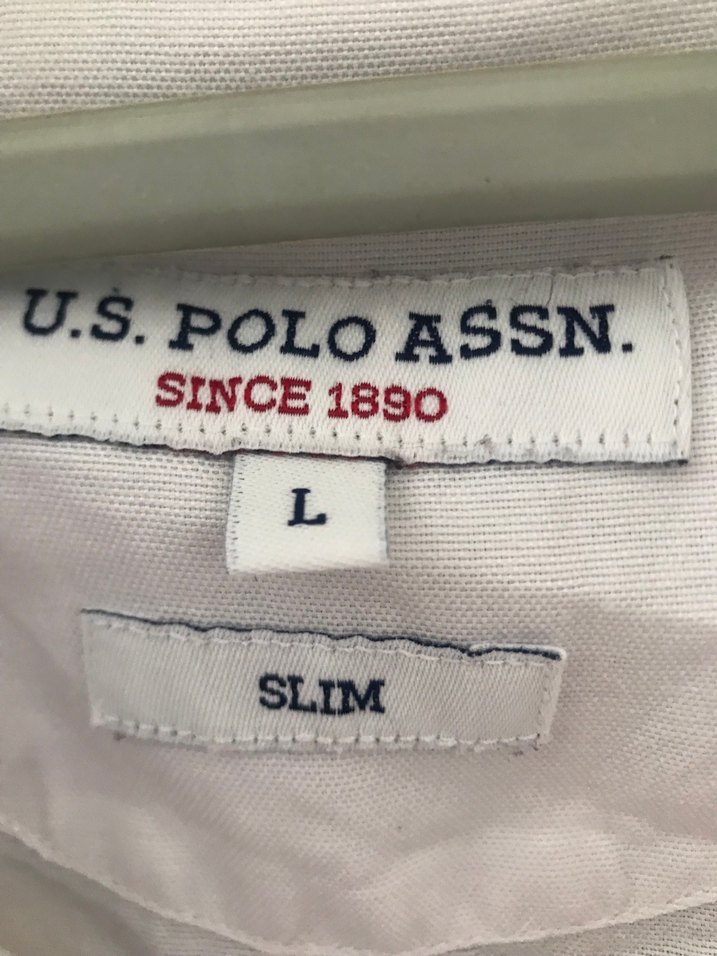 U.S. POLO ASSN.
SINCE 1890
L
SLIM